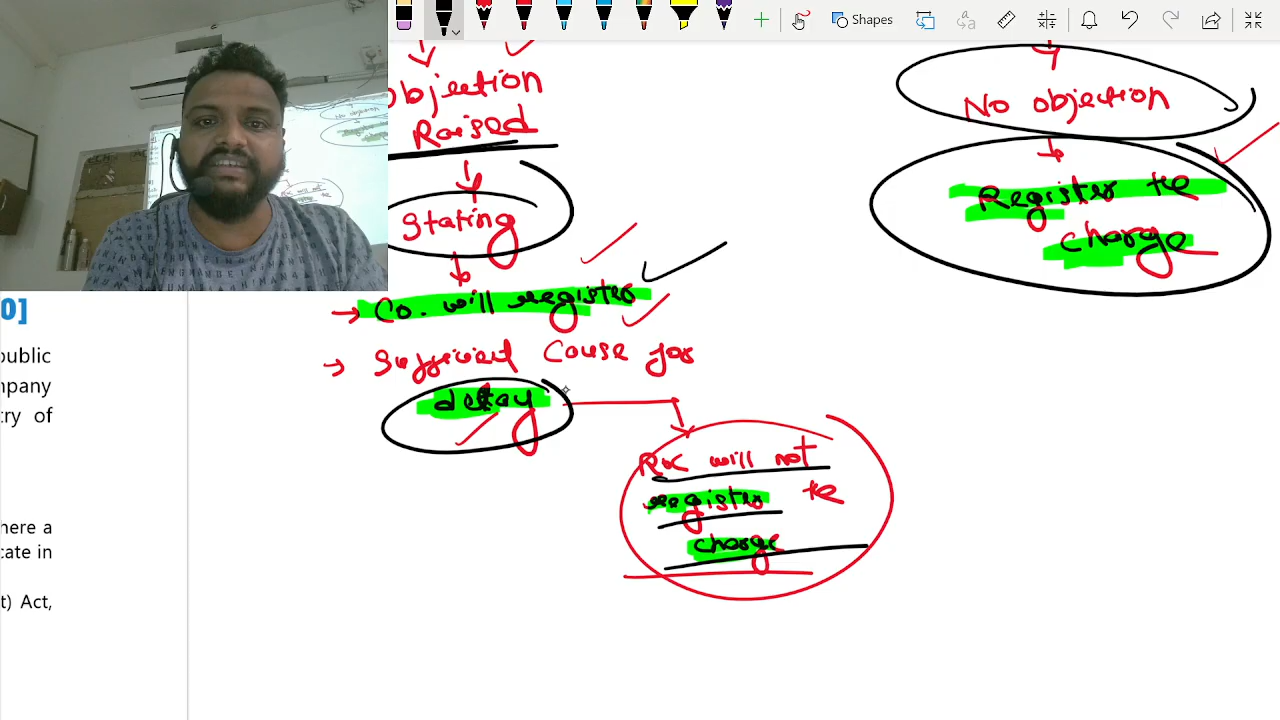 Shapes
Objection
Raised
Stating
→ Co. will register
→ Sufficient Cause for
delay
Roc will not
register the
charge
No objection
Register the
charge
0]
public
mpany
ry of
here a
cate in
t) Act,